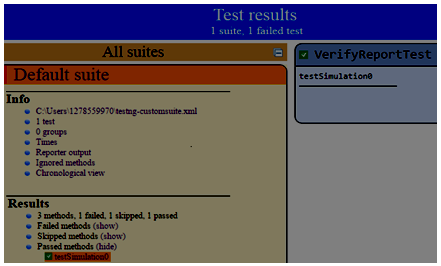 Test results
1 suite, 1 failed test
All suites
Default suite
Info
C:\Users\1278559970\testng-customsuite.xml
1 test
0 groups
Times
Reporter output
Ignored methods
Chronological view
Results
3 methods, 1 failed, 1 skipped, 1 passed
Failed methods (show)
Skipped methods (show)
Passed methods (hide)
testSimulation0
VerifyReportTest
testSimulation0